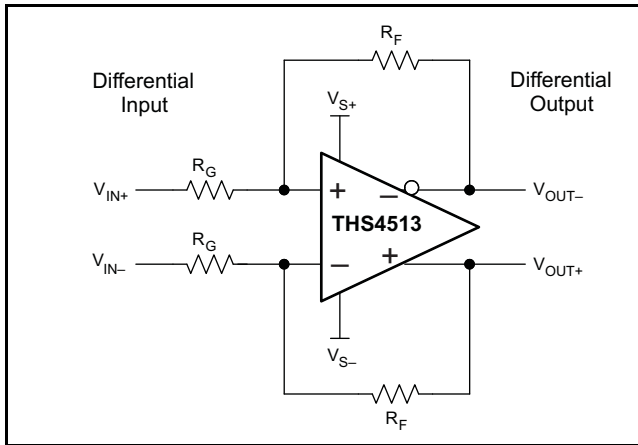 R_F
Differential
Input
Differential
Output
V_S+
R_G
V_IN+
+
−
V_OUT−
THS4513
R_G
V_IN−
−
+
V_OUT+
V_S−
R_F